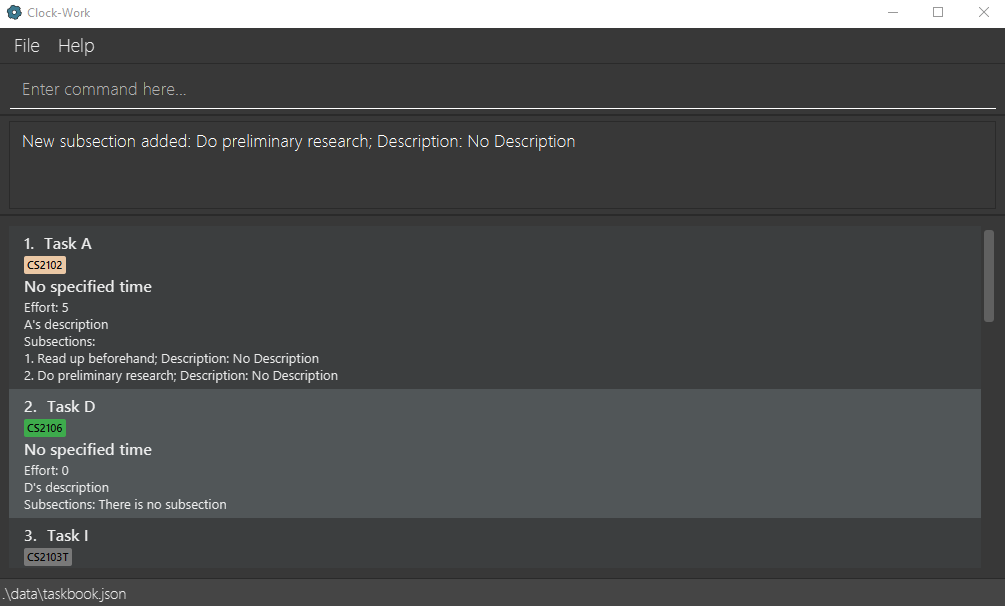 Clock-Work
File Help
Enter command here...
New subsection added: Do preliminary research; Description: No Description
1. Task A
CS2102
No specified time
Effort: 5
A's description
Subsections:
1. Read up beforehand; Description: No Description
2. Do preliminary research; Description: No Description
2. Task D
CS2106
No specified time
Effort: 0
D's description
Subsections: There is no subsection
3. Task I
CS2103T
.\data\taskbook.json